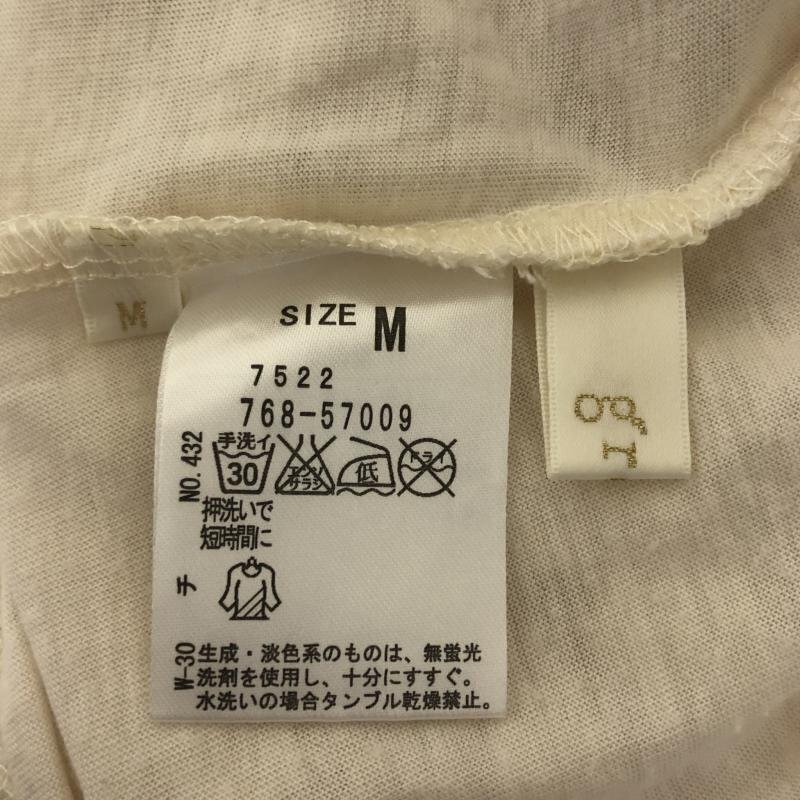 M
SIZE M
7522
768-57009
NO. 432
手洗イ
30
エンソ
サラシ
低
ドライ
押洗いで
短時間に
チ
W-30
生成・淡色系のものは、無蛍光
洗剤を使用し、十分にすすぐ。
水洗いの場合タンブル乾燥禁止。